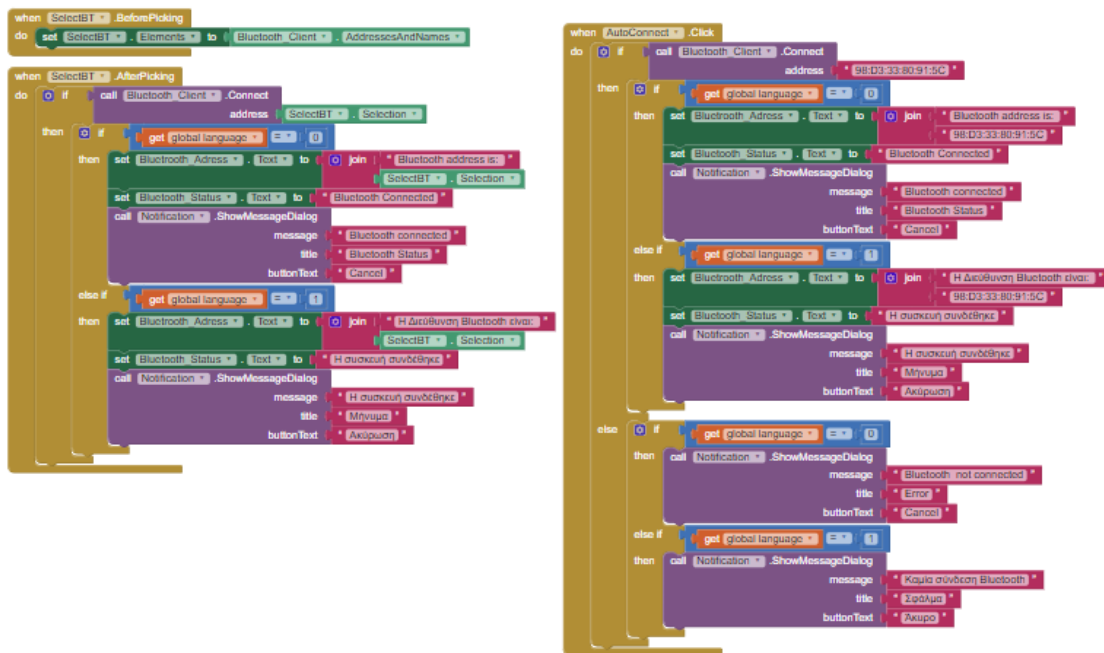 when SelectBT .BeforePicking
do set SelectBT . Elements to Bluetooth_Client . AddressesAndNames
when SelectBT .AfterPicking
do if call Bluetooth_Client .Connect
address SelectBT . Selection
then if get global language = 0
then set Bluetrooth_Adress . Text to join " Bluetooth address is: "
SelectBT . Selection
set Bluetooth_Status . Text to " Bluetooth Connected "
call Notification .ShowMessageDialog
message " Bluetooth connected "
title " Bluetooth Status "
buttonText " Cancel "
else if get global language = 1
then set Bluetrooth_Adress . Text to join " Η Διεύθυνση Bluetooth είναι: "
SelectBT . Selection
set Bluetooth_Status . Text to " Η συσκευή συνδέθηκε "
call Notification .ShowMessageDialog
message " Η συσκευή συνδέθηκε "
title " Μήνυμα "
buttonText " Ακύρωση "
when AutoConnect .Click
do if call Bluetooth_Client .Connect
address " 98:D3:33:80:91:5C "
then if get global language = 0
then set Bluetrooth_Adress . Text to join " Bluetooth address is: "
" 98:D3:33:80:91:5C "
set Bluetooth_Status . Text to " Bluetooth Connected "
call Notification .ShowMessageDialog
message " Bluetooth connected "
title " Bluetooth Status "
buttonText " Cancel "
else if get global language = 1
then set Bluetrooth_Adress . Text to join " Η Διεύθυνση Bluetooth είναι: "
" 98:D3:33:80:91:5C "
set Bluetooth_Status . Text to " Η συσκευή συνδέθηκε "
call Notification .ShowMessageDialog
message " Η συσκευή συνδέθηκε "
title " Μήνυμα "
buttonText " Ακύρωση "
else if get global language = 0
then call Notification .ShowMessageDialog
message " Bluetooth not connected "
title " Error "
buttonText " Cancel "
else if get global language = 1
then call Notification .ShowMessageDialog
message " Καμία σύνδεση Bluetooth "
title " Σφάλμα "
buttonText " Άκυρο "